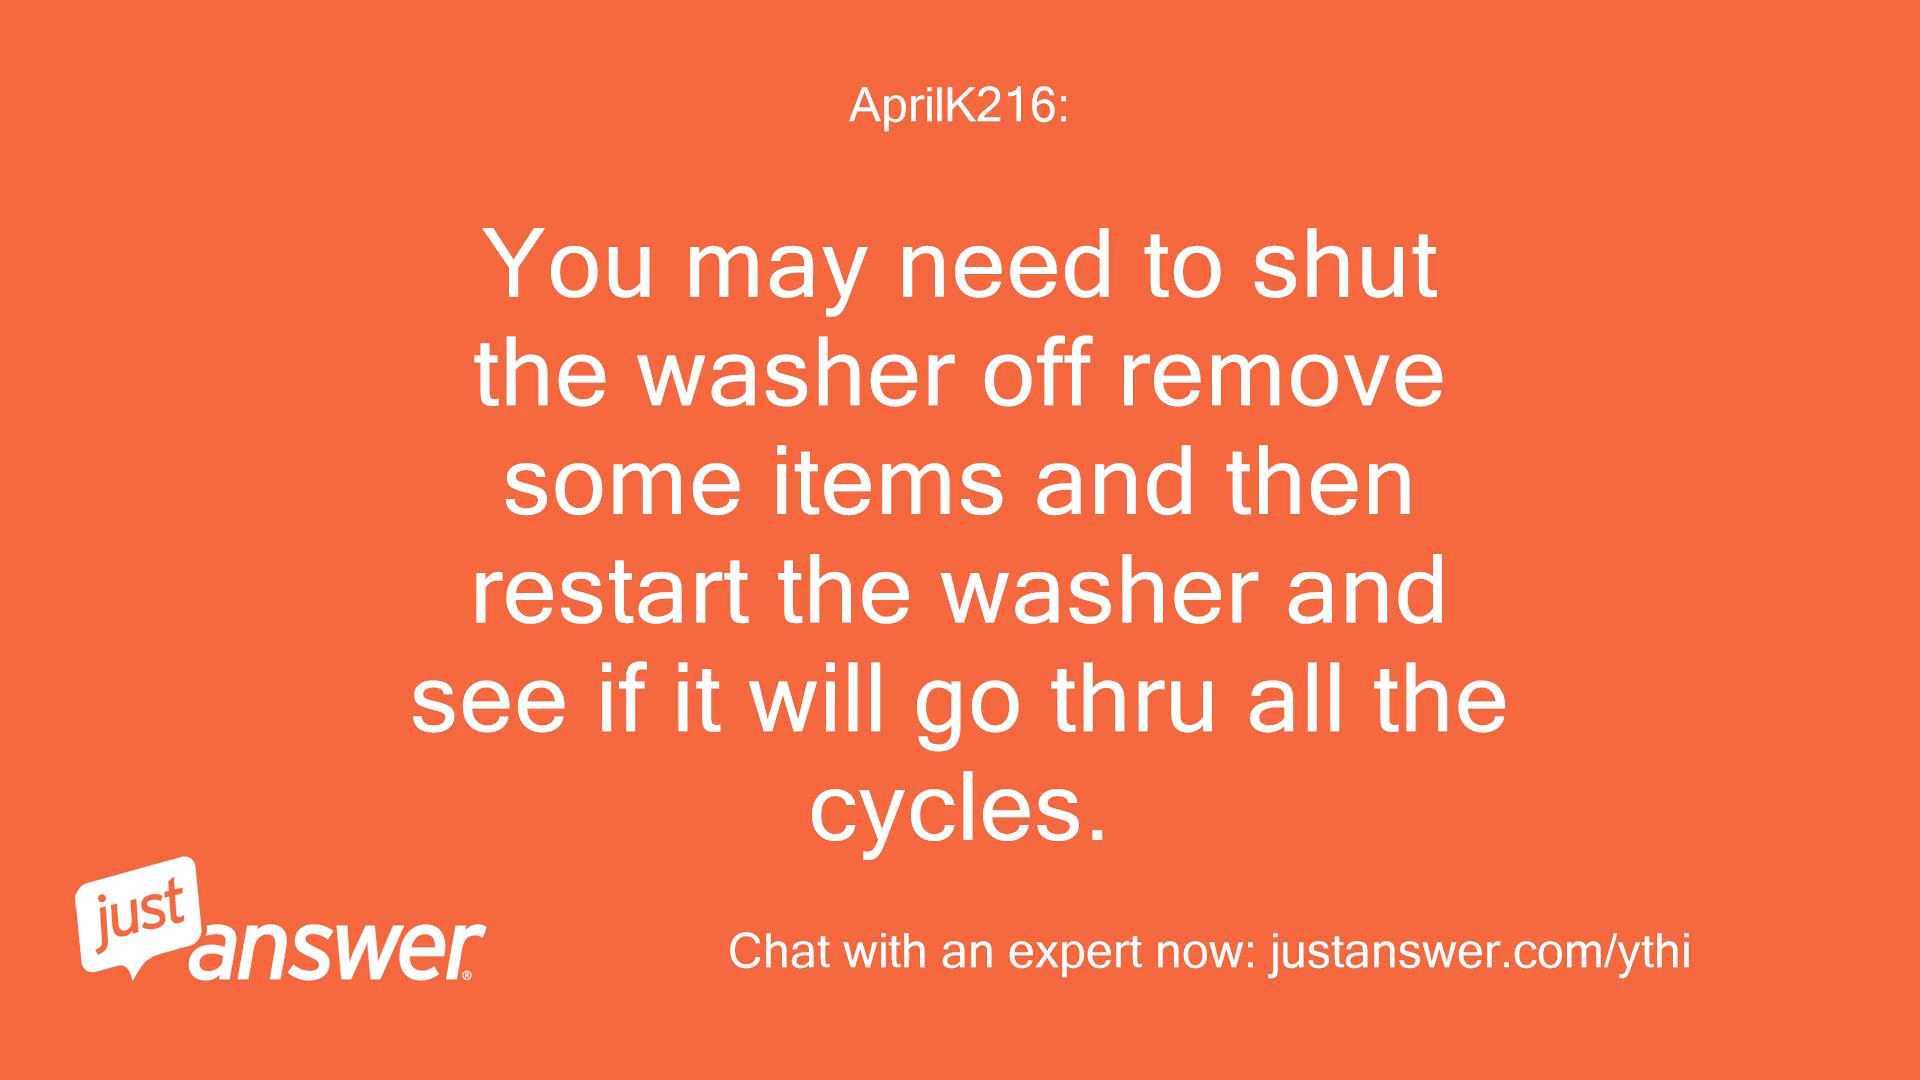 AprilK216:
You may need to shut
the washer off remove
some items and then
restart the washer and
see if it will go thru all the
cycles.
just
answer®
Chat with an expert now: justanswer.com/ythi